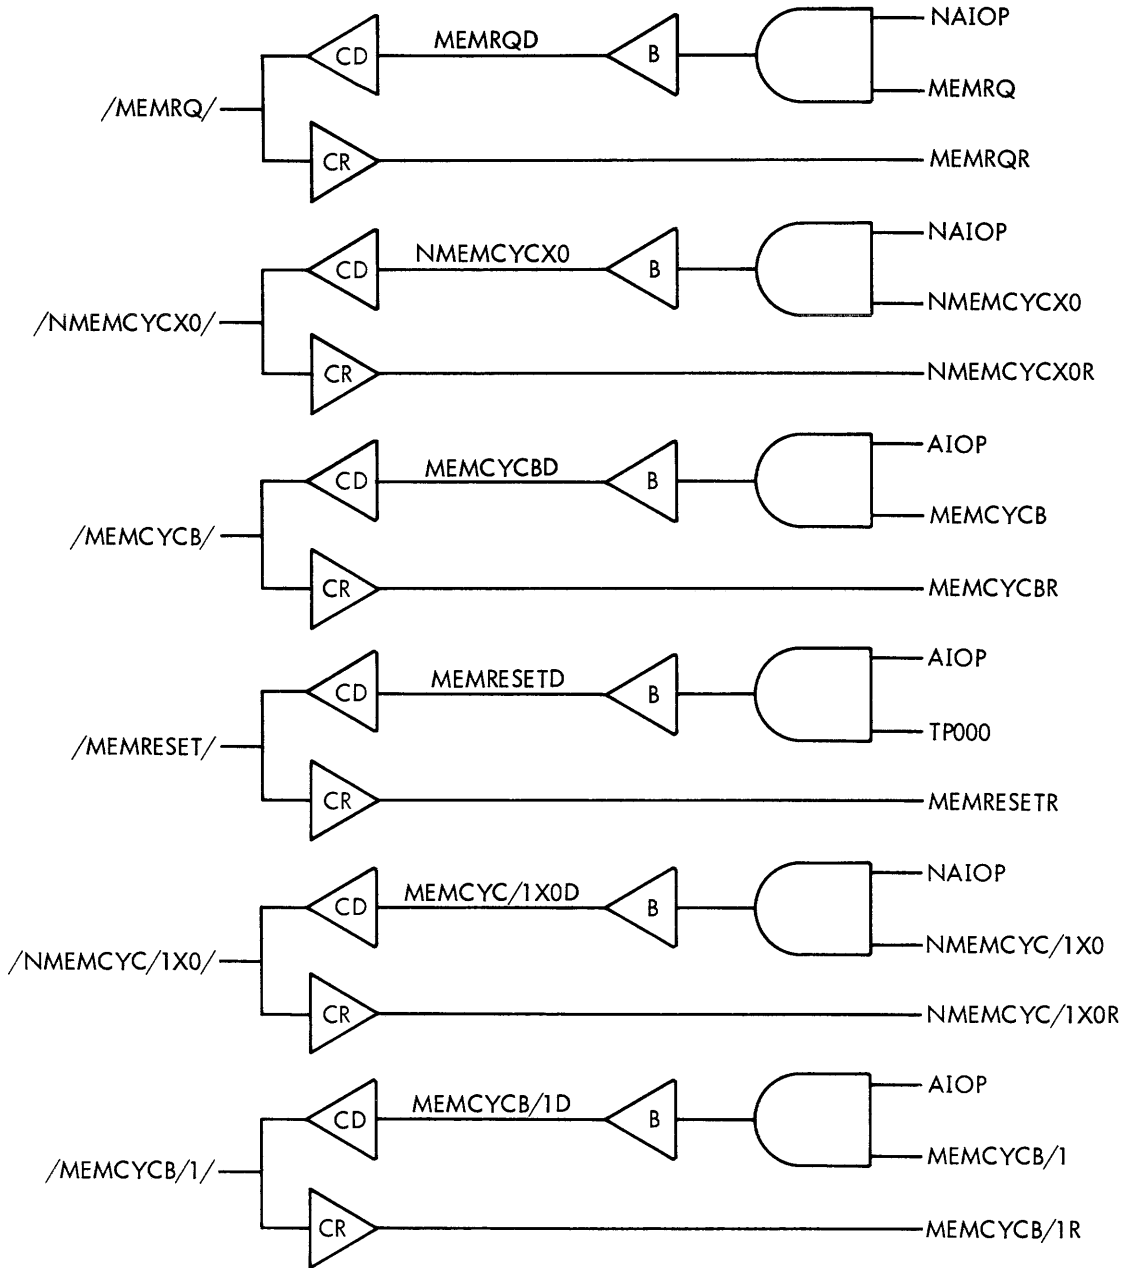 NAIOP
CD MEMRQD B
/MEMRQ/ MEMRQ
CR MEMRQR
NAIOP
CD NMEMCYCX0 B
/NMEMCYCX0/ NMEMCYCX0
CR NMEMCYCX0R
AIOP
CD MEMCYCBD B
/MEMCYCB/ MEMCYCB
CR MEMCYCBR
AIOP
CD MEMRESETD B
/MEMRESET/ TP000
CR MEMRESETR
NAIOP
CD MEMCYC/1X0D B
/NMEMCYC/1X0/ NMEMCYC/1X0
CR NMEMCYC/1X0R
AIOP
CD MEMCYCB/1D B
/MEMCYCB/1/ MEMCYCB/1
CR MEMCYCB/1R